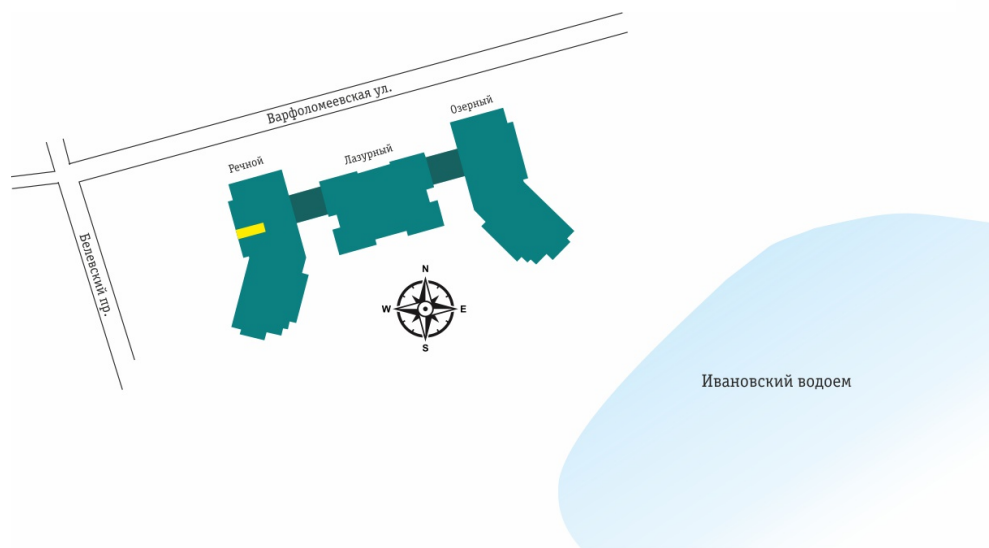 Варфоломеевская ул.
Озерный
Лазурный
Речной
Белевский пр.
N
W
E
S
Ивановский водоем